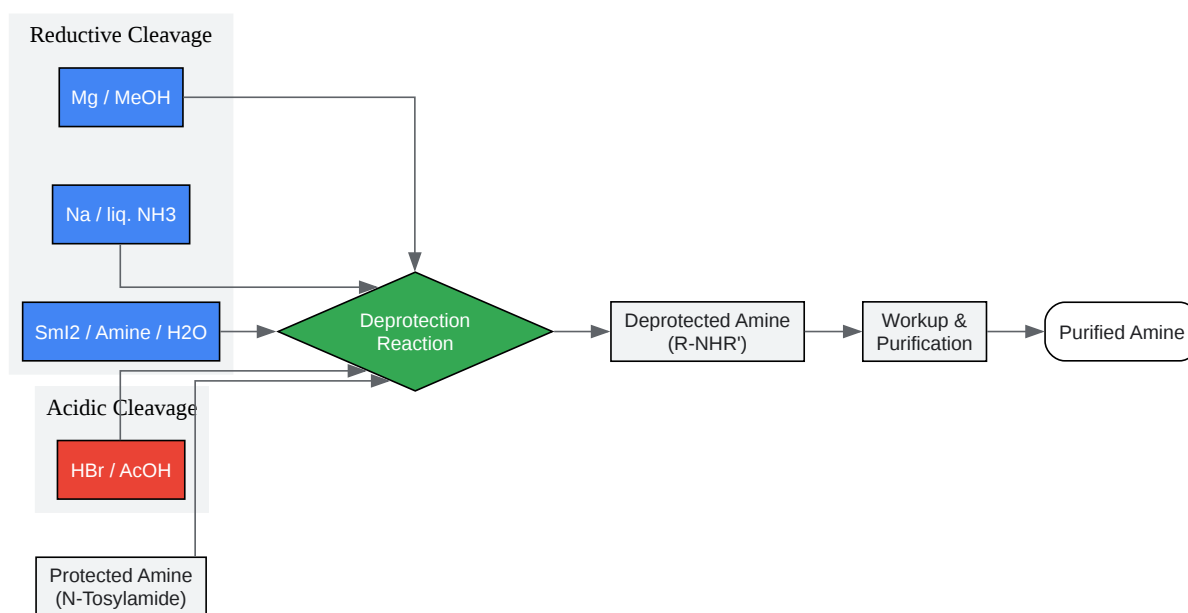 Reductive Cleavage
Mg / MeOH
Na / liq. NH3
SmI2 / Amine / H2O
Deprotection
Reaction
Deprotected Amine
(R-NHR')
Workup &
Purification
Purified Amine
Acidic Cleavage
HBr / AcOH
Protected Amine
(N-Tosylamide)